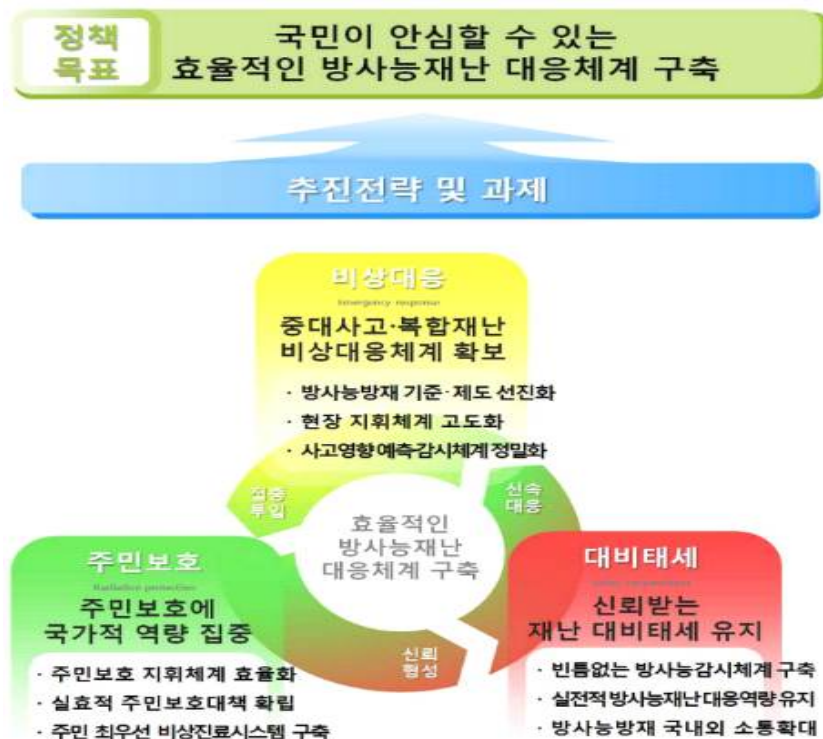 정책
목표
국민이 안심할 수 있는
효율적인 방사능재난 대응체계 구축
추진전략 및 과제
비상대응
Emergency response
중대사고·복합재난
비상대응체계 확보
· 방사능방재 기준·제도 선진화
· 현장 지휘체계 고도화
· 사고영향 예측·감시체계 정밀화
집중
투입
신속
대응
효율적인
방사능재난
대응체계 구축
신뢰
형성
주민보호
Radiation protection
주민보호에
국가적 역량 집중
· 주민보호 지휘체계 효율화
· 실효적 주민보호대책 확립
· 주민 최우선 비상진료시스템 구축
대비태세
신뢰받는
재난 대비태세 유지
· 빈틈없는 방사능감시체계 구축
· 실전적 방사능재난 대응역량 유지
· 방사능방재 국내외 소통확대